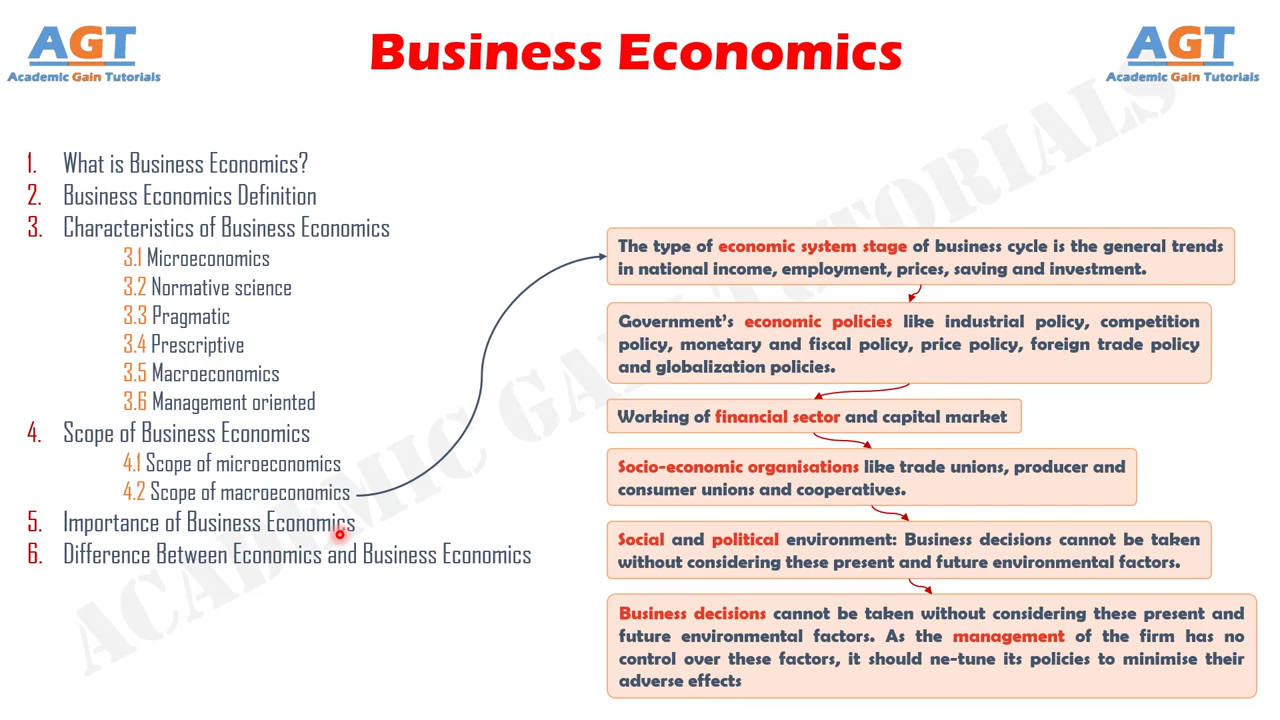 AGT
Academic Gain Tutorials
Business Economics
AGT
Academic Gain Tutorials
1. What is Business Economics?
2. Business Economics Definition
3. Characteristics of Business Economics
3.1 Microeconomics
3.2 Normative science
3.3 Pragmatic
3.4 Prescriptive
3.5 Macroeconomics
3.6 Management oriented
4. Scope of Business Economics
4.1 Scope of microeconomics
4.2 Scope of macroeconomics
5. Importance of Business Economics
6. Difference Between Economics and Business Economics
The type of economic system stage of business cycle is the general trends
in national income, employment, prices, saving and investment.
Government's economic policies like industrial policy, competition
policy, monetary and fiscal policy, price policy, foreign trade policy
and globalization policies.
Working of financial sector and capital market
Socio-economic organisations like trade unions, producer and
consumer unions and cooperatives.
Social and political environment: Business decisions cannot be taken
without considering these present and future environmental factors.
Business decisions cannot be taken without considering these present and
future environmental factors. As the management of the firm has no
control over these factors, it should ne-tune its policies to minimise their
adverse effects
ACADEMIC GAIN TUTORIALS